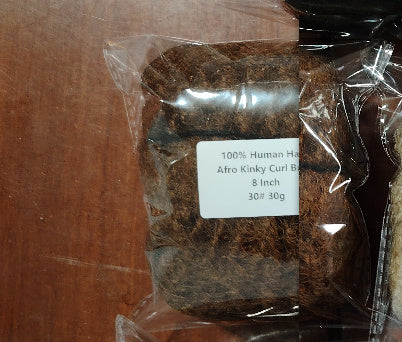 100% Human Ha
Afro Kinky Curl B
8 Inch
30# 30g